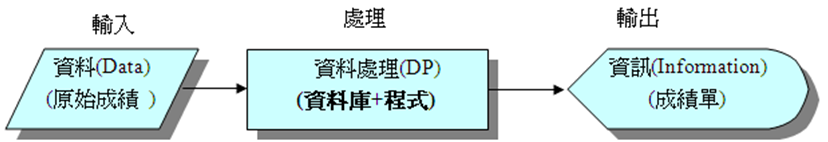 輸入
處理
輸出
資料(Data)
(原始成績 )
資料處理(DP)
(資料庫+程式)
資訊(Information)
(成績單)